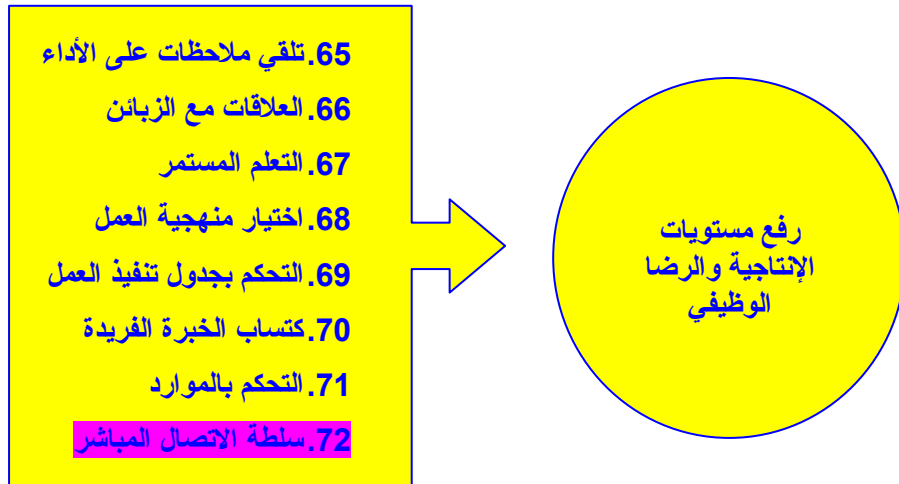 65.تلقي ملاحظات على الأداء
66.العلاقات مع الزبائن
67.التعلم المستمر
68.اختيار منهجية العمل
69.التحكم بجدول تنفيذ العمل
70.كتساب الخبرة الفريدة
71.التحكم بالموارد
72.سلطة الاتصال المباشر
رفع مستويات
الإنتاجية والرضا
الوظيفي